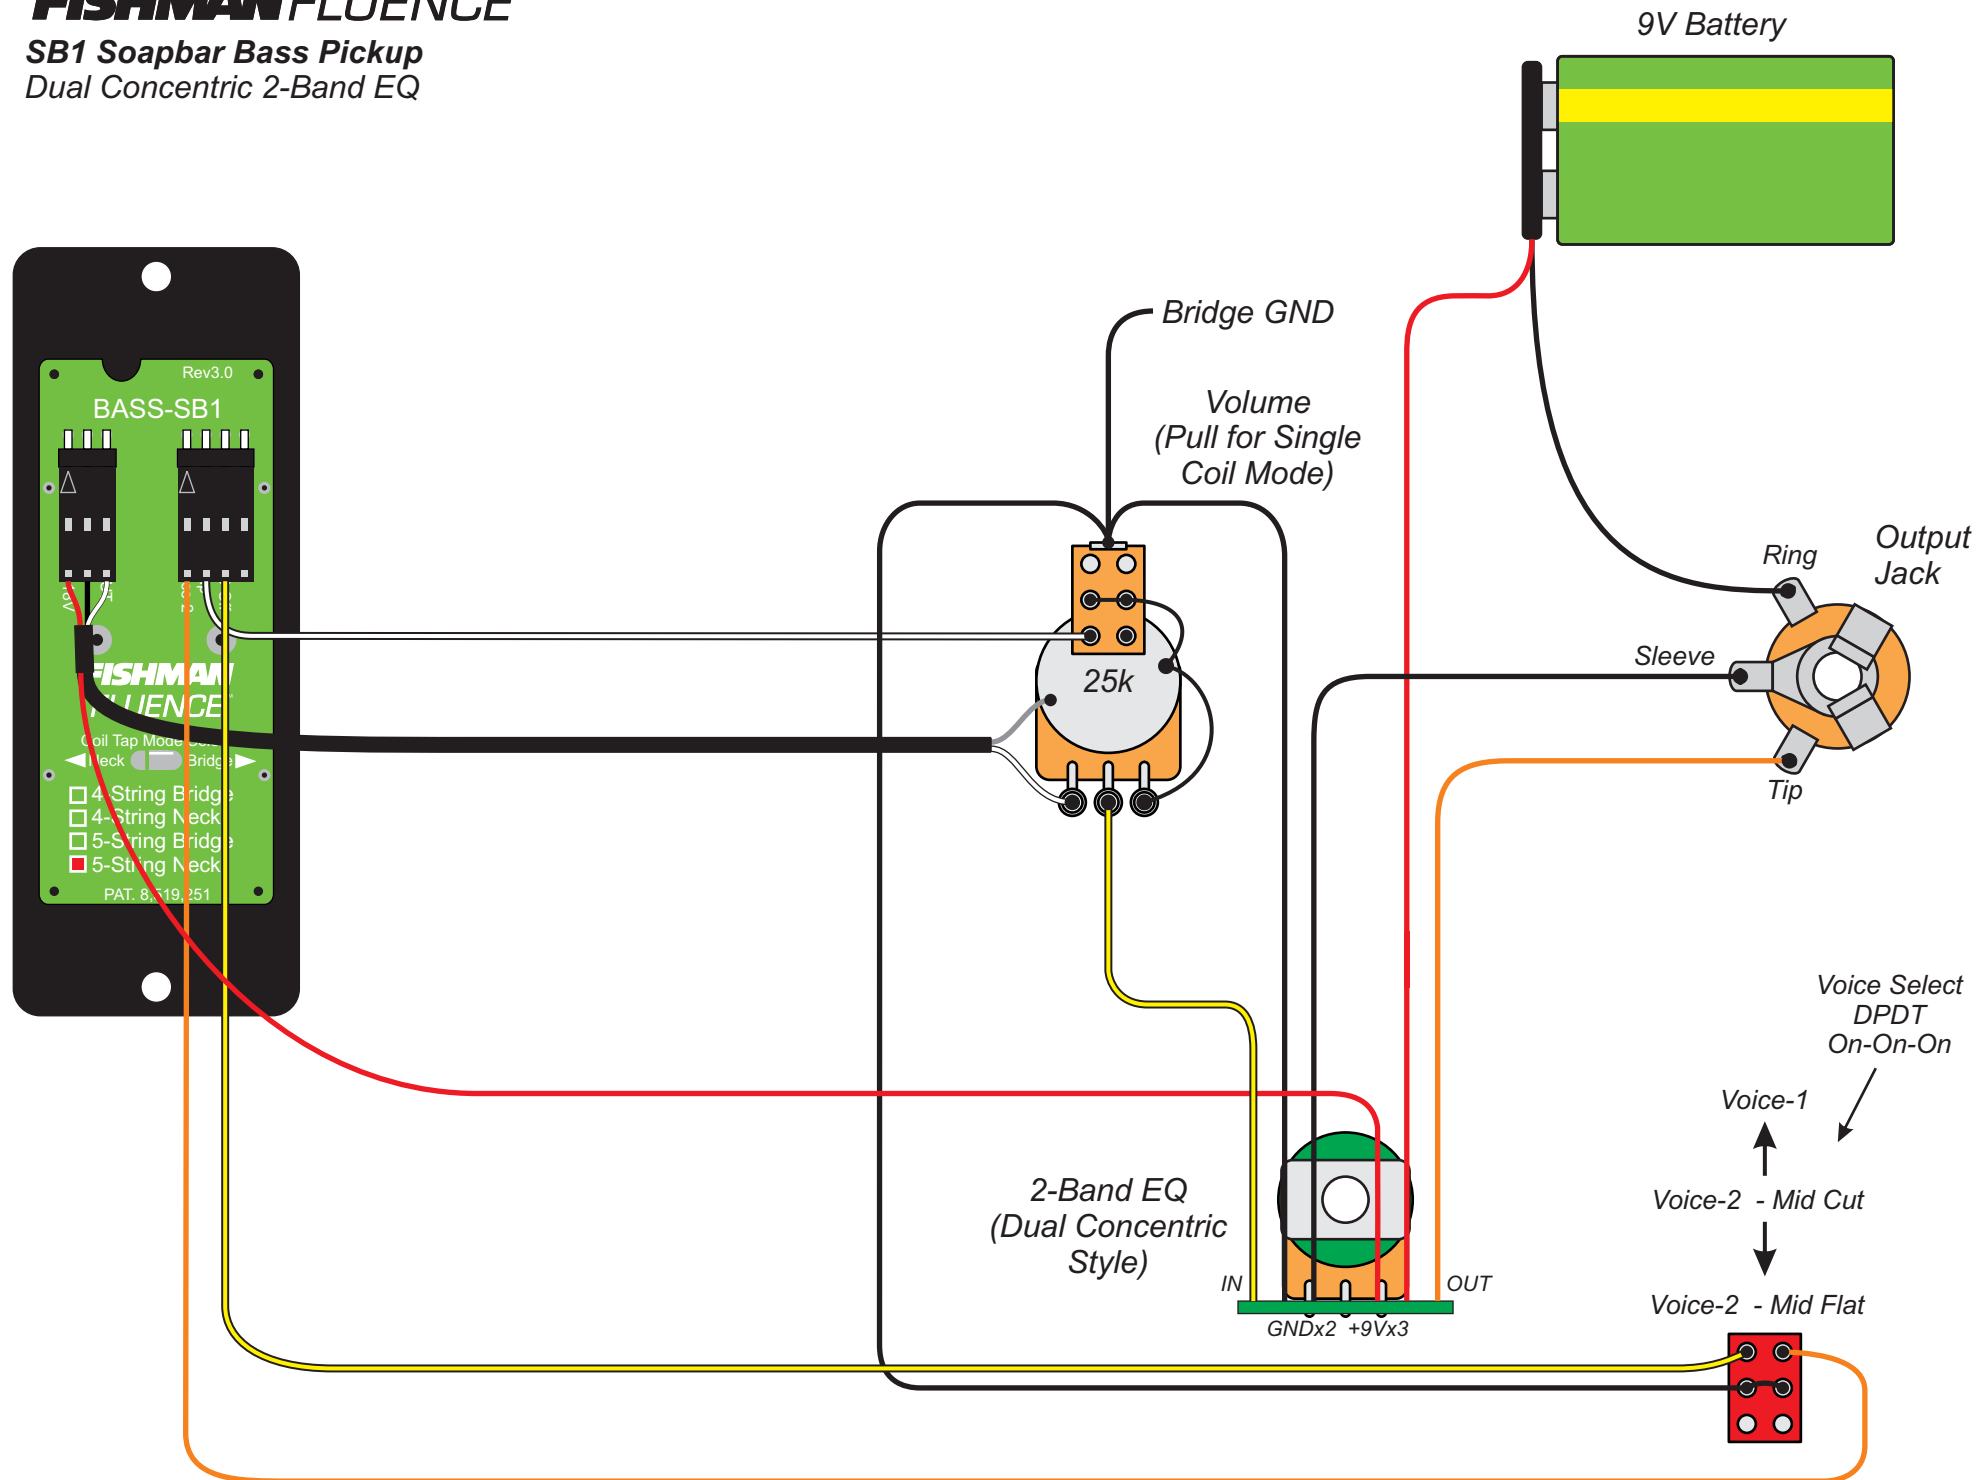 FISHMAN FLUENCE
SB1 Soapbar Bass Pickup
Dual Concentric 2-Band EQ
9V Battery
Bridge GND
Volume
(Pull for Single
Coil Mode)
Rev3.0
BASS-SB1
FISHMAN
FLUENCE
Coil Tap Mode
Neck
Bridge
4-String Bridge
4-String Neck
5-String Bridge
5-String Neck
PAT. 8,519,251
25k
Ring
Output
Jack
Sleeve
Tip
Voice Select
DPDT
On-On-On
Voice-1
Voice-2 - Mid Cut
Voice-2 - Mid Flat
2-Band EQ
(Dual Concentric
Style)
IN
OUT
GNDx2 +9Vx3